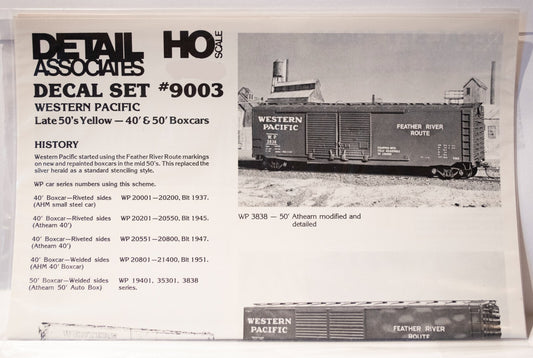 DETAIL ASSOCIATES
HO SCALE
DECAL SET #9003
WESTERN PACIFIC
Late 50's Yellow — 40' & 50' Boxcars
HISTORY
Western Pacific started using the Feather River Route markings
on new and repainted boxcars in the mid 50's. This replaced the
silver herald as a standard stenciling style.
WP car series numbers using this scheme.
40' Boxcar—Riveted sides WP 20001—20200, Blt 1937.
(AHM small steel car)
40' Boxcar—Riveted sides WP 20201—20550, Blt 1945.
(Athearn 40')
40' Boxcar—Riveted sides WP 20551—20800, Blt 1947.
(Athearn 40')
40' Boxcar—Welded sides WP 20801—21400, Blt 1951.
(AHM 40' Boxcar)
50' Boxcar—Welded sides WP 19401, 35301, 3838
(Athearn 50' Auto Box) series.
WESTERN
PACIFIC
WP
3838
FEATHER RIVER
ROUTE
WP 3838 — 50' Athearn modified and
detailed
WESTERN
PACIFIC
FEATHER RIVER
ROUTE